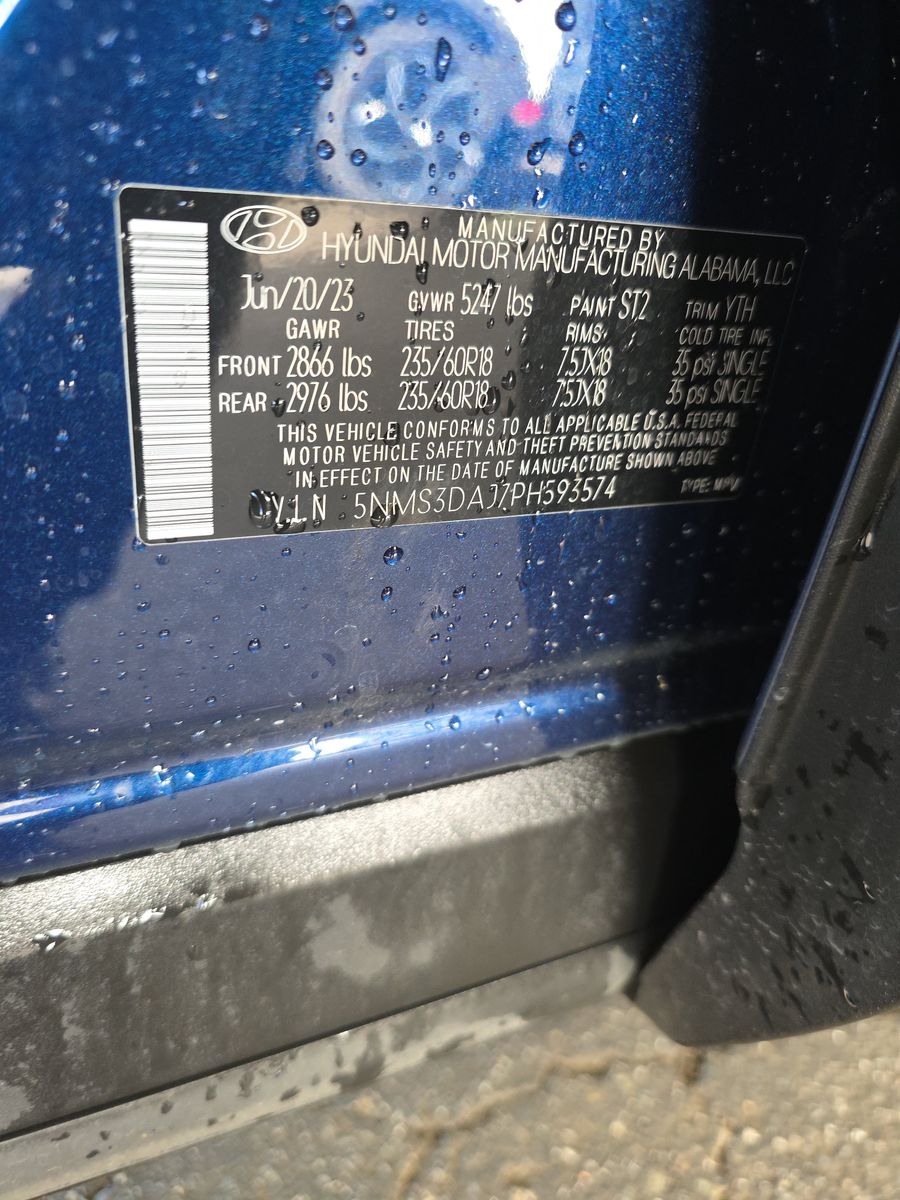 MANUFACTURED BY
HYUNDAI MOTOR MANUFACTURING ALABAMA, LLC
Jun/20/23 GVWR 5247 lbs PAINT ST2 TRIM YTH
GAWR TIRES RIMS COLD TIRE INFL
FRONT 2866 lbs 235/60R18 7.5JX18 35 psi SINGLE
REAR 2976 lbs 235/60R18 7.5JX18 35 psi SINGLE
THIS VEHICLE CONFORMS TO ALL APPLICABLE U.S.A. FEDERAL
MOTOR VEHICLE SAFETY AND THEFT PREVENTION STANDARDS
IN EFFECT ON THE DATE OF MANUFACTURE SHOWN ABOVE
Y1 N 5NMS3DAJ7PH593574 TYPE: MPV